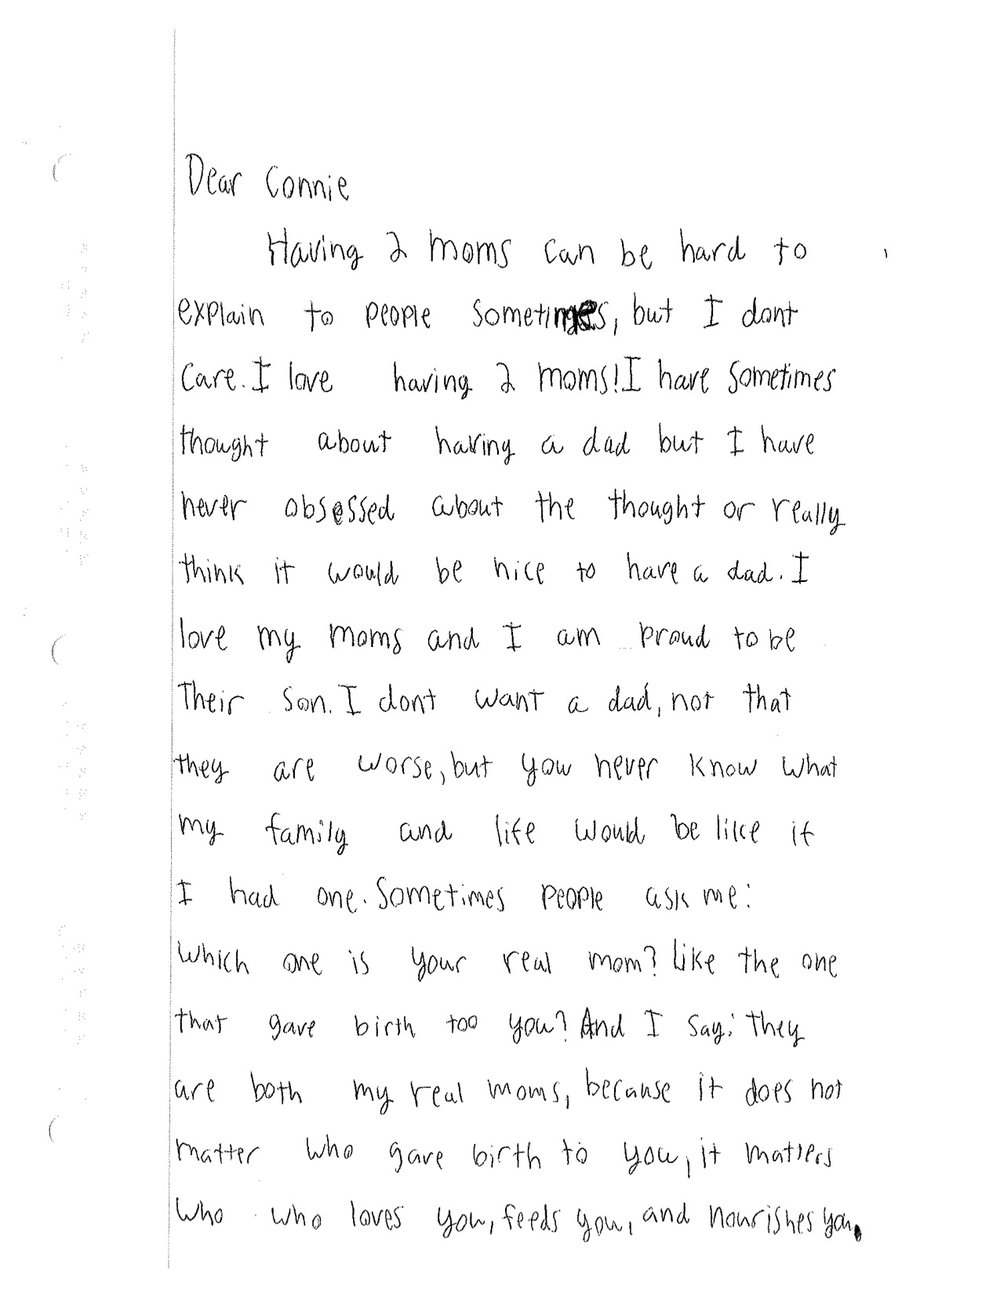 Dear Connie
Having 2 moms can be hard to
explain to people sometimes, but I dont
care. I love having 2 moms! I have sometimes
thought about having a dad but I have
never obsessed about the thought or really
think it would be nice to have a dad. I
love my moms and I am proud to be
Their son. I dont want a dad, not that
they are worse, but you never know what
my family and life would be like if
I had one. Sometimes people ask me:
which one is your real mom? Like the one
that gave birth too you? And I say: they
are both my real moms, because it does not
matter who gave birth to you, it matters
who who loves you, feeds you, and nourishes you.